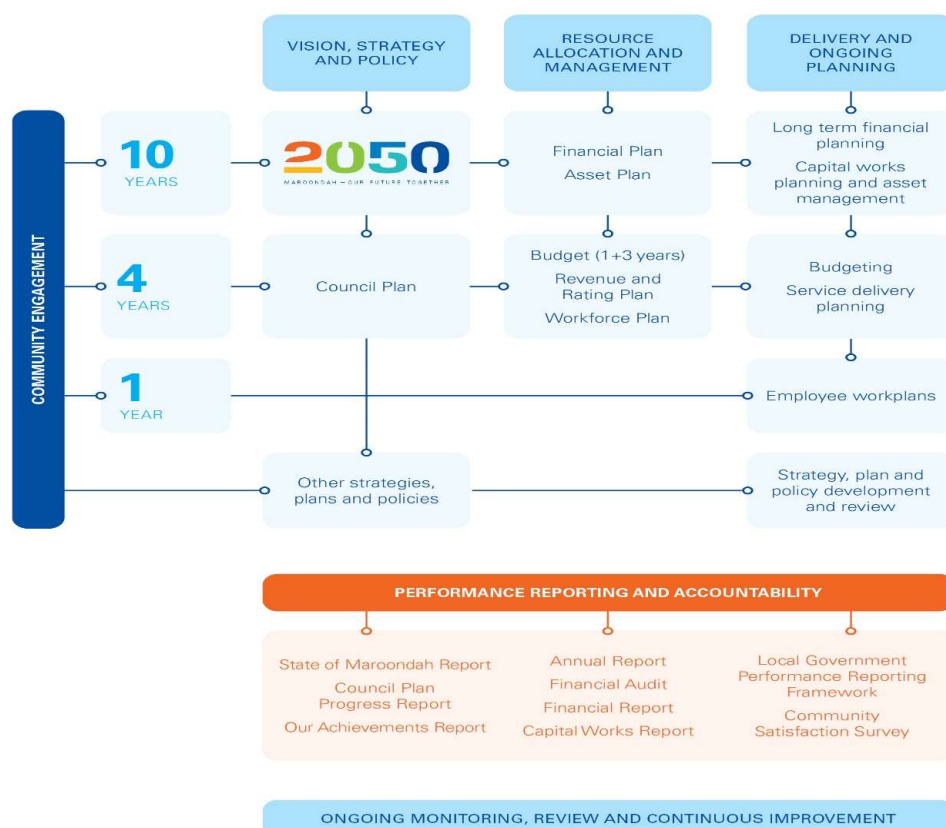 VISION, STRATEGY
AND POLICY
RESOURCE
ALLOCATION AND
MANAGEMENT
DELIVERY AND
ONGOING
PLANNING
COMMUNITY ENGAGEMENT
10
YEARS
2050
MAROONDAH – OUR FUTURE TOGETHER
Financial Plan
Asset Plan
Long term financial
planning
Capital works
planning and asset
management
4
YEARS
Council Plan
Budget (1+3 years)
Revenue and
Rating Plan
Workforce Plan
Budgeting
Service delivery
planning
1
YEAR
Employee workplans
Other strategies,
plans and policies
Strategy, plan and
policy development
and review
PERFORMANCE REPORTING AND ACCOUNTABILITY
State of Maroondah Report
Council Plan
Progress Report
Our Achievements Report
Annual Report
Financial Audit
Financial Report
Capital Works Report
Local Government
Performance Reporting
Framework
Community
Satisfaction Survey
ONGOING MONITORING, REVIEW AND CONTINUOUS IMPROVEMENT